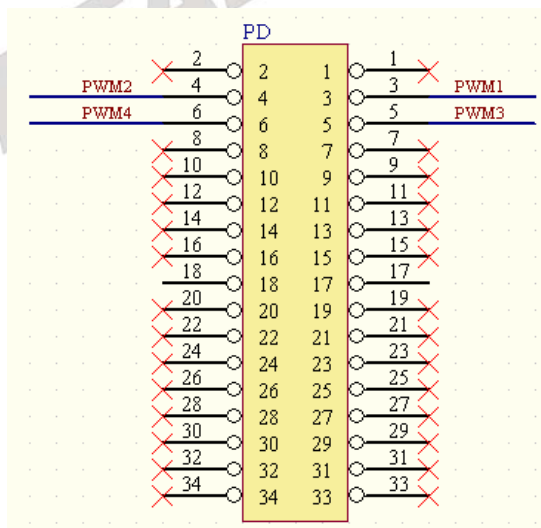 PD
2 2 1 1
PWM2 4 4 3 3 PWM1
PWM4 6 6 5 5 PWM3
8 8 7 7
10 10 9 9
12 12 11 11
14 14 13 13
16 16 15 15
18 18 17 17
20 20 19 19
22 22 21 21
24 24 23 23
26 26 25 25
28 28 27 27
30 30 29 29
32 32 31 31
34 34 33 33